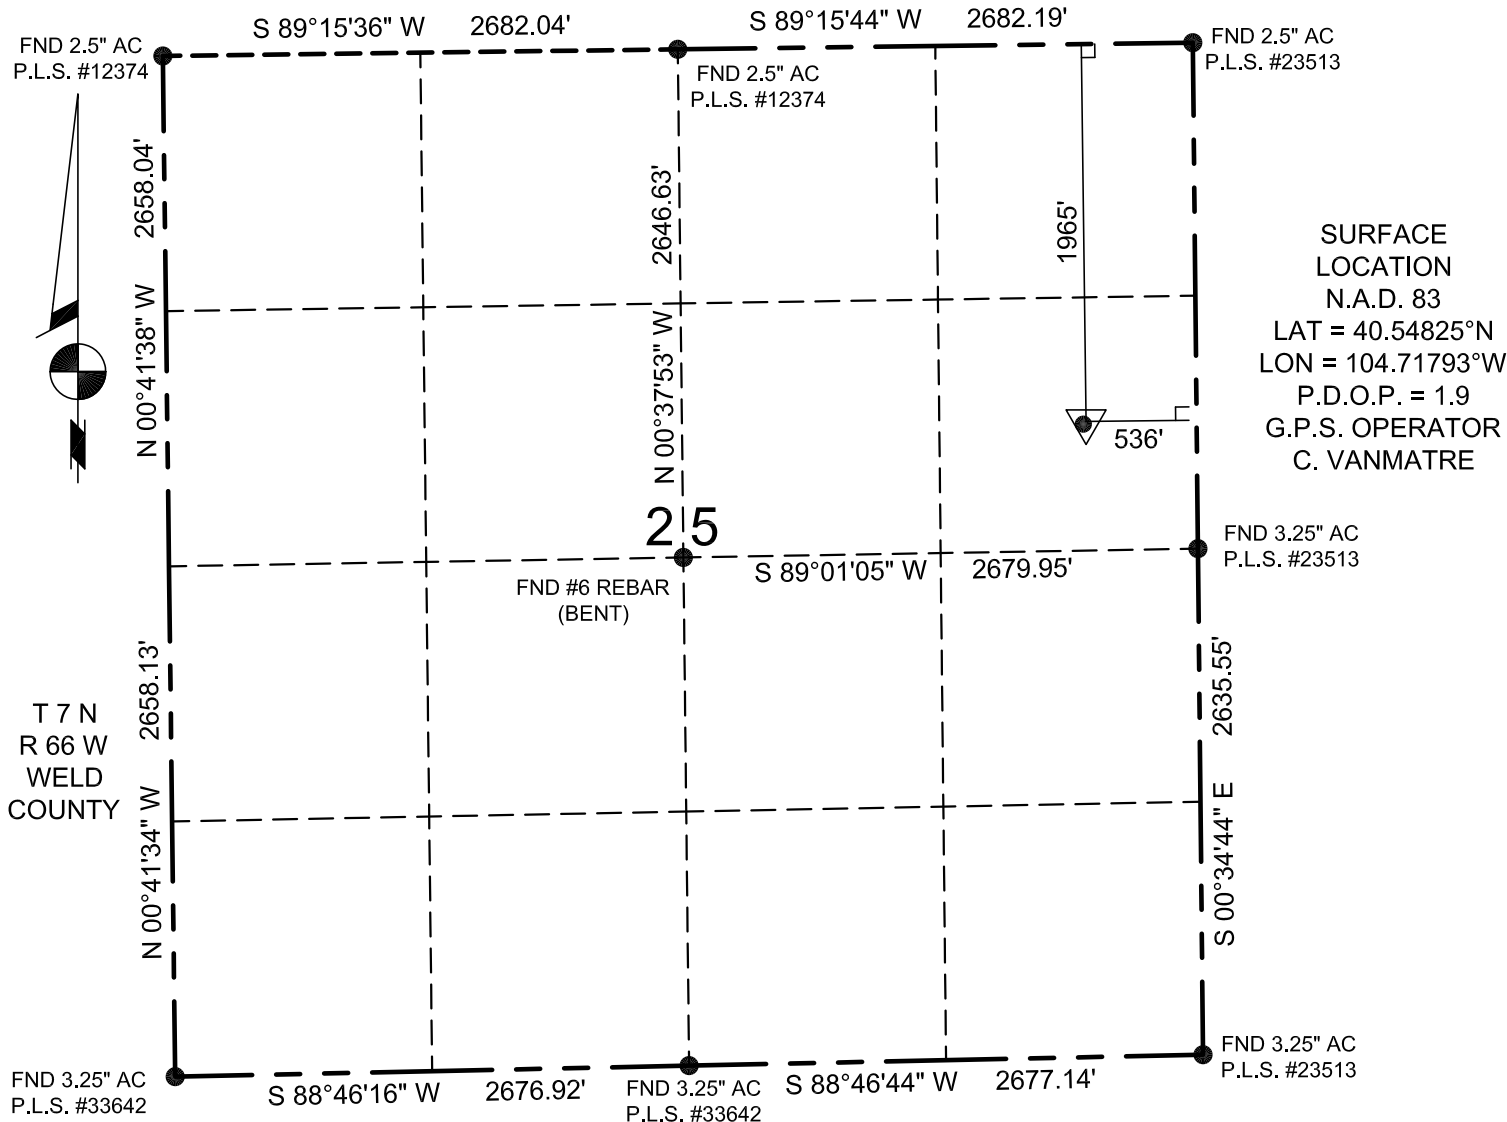 S 89°15'36" W 2682.04'
S 89°15'44" W 2682.19'
FND 2.5" AC
P.L.S. #12374
FND 2.5" AC
P.L.S. #12374
FND 2.5" AC
P.L.S. #23513
N 00°41'38" W 2658.04'
N 00°37'53" W 2646.63'
1965'
536'
SURFACE
LOCATION
N.A.D. 83
LAT = 40.54825°N
LON = 104.71793°W
P.D.O.P. = 1.9
G.P.S. OPERATOR
C. VANMATRE
25
FND 3.25" AC
P.L.S. #23513
S 89°01'05" W 2679.95'
FND #6 REBAR
(BENT)
T 7 N
R 66 W
WELD
COUNTY
N 00°41'34" W 2658.13'
S 00°34'44" E 2635.55'
FND 3.25" AC
P.L.S. #33642
S 88°46'16" W 2676.92'
FND 3.25" AC
P.L.S. #33642
S 88°46'44" W 2677.14'
FND 3.25" AC
P.L.S. #23513